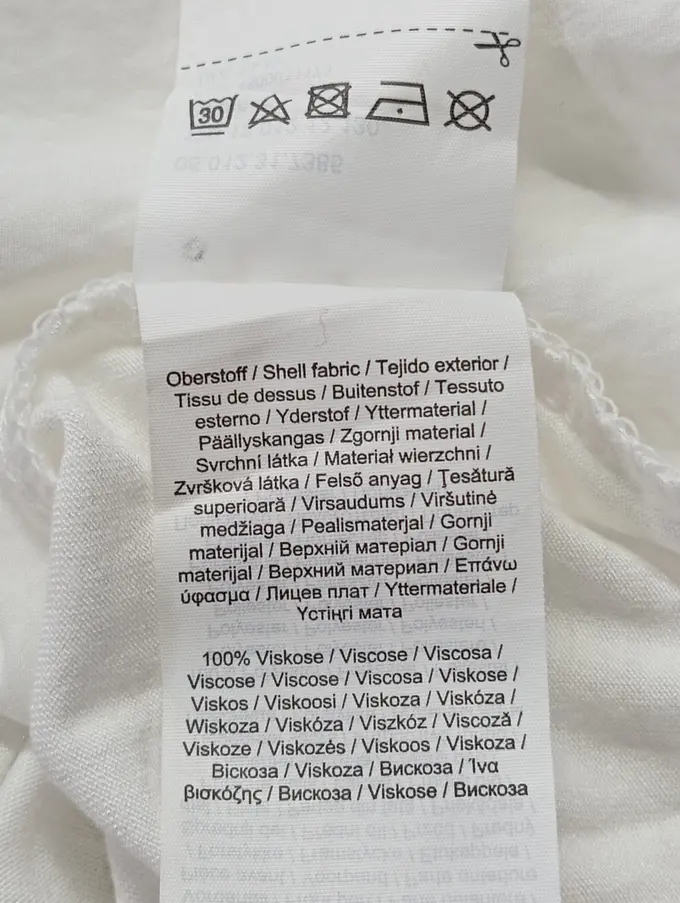 30
Oberstoff / Shell fabric / Tejido exterior /
Tissu de dessus / Buitenstof / Tessuto
esterno / Yderstof / Yttermaterial /
Päällyskangas / Zgornji material /
Svrchní látka / Materiał wierzchni /
Zvršková látka / Felső anyag / Ţesătură
superioară / Virsaudums / Viršutinė
medžiaga / Pealismaterjal / Gornji
materijal / Верхній матеріал / Gornji
materijal / Верхний материал / Επάνω
ύφασμα / Лицев плат / Yttermateriale /
Үстіңгі мата
100% Viskose / Viscose / Viscosa /
Viscose / Viscose / Viscosa / Viskose /
Viskos / Viskoosi / Viskoza / Viskóza /
Wiskoza / Viskóza / Viszkóz / Viscoză /
Viskoze / Viskozės / Viskoos / Viskoza /
Віскоза / Viskoza / Вискоза / Ίνα
βισκόζης / Вискоза / Viskose / Вискоза